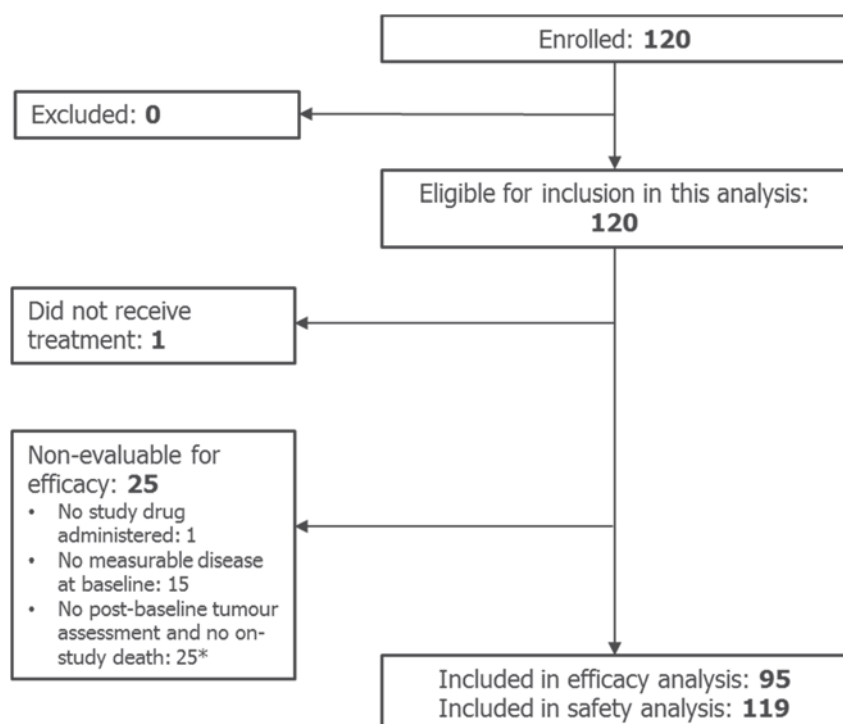 Enrolled: 120
Excluded: 0
Eligible for inclusion in this analysis:
120
Did not receive
treatment: 1
Non-evaluable for
efficacy: 25
• No study drug
administered: 1
• No measurable disease
at baseline: 15
• No post-baseline tumour
assessment and no on-
study death: 25*
Included in efficacy analysis: 95
Included in safety analysis: 119